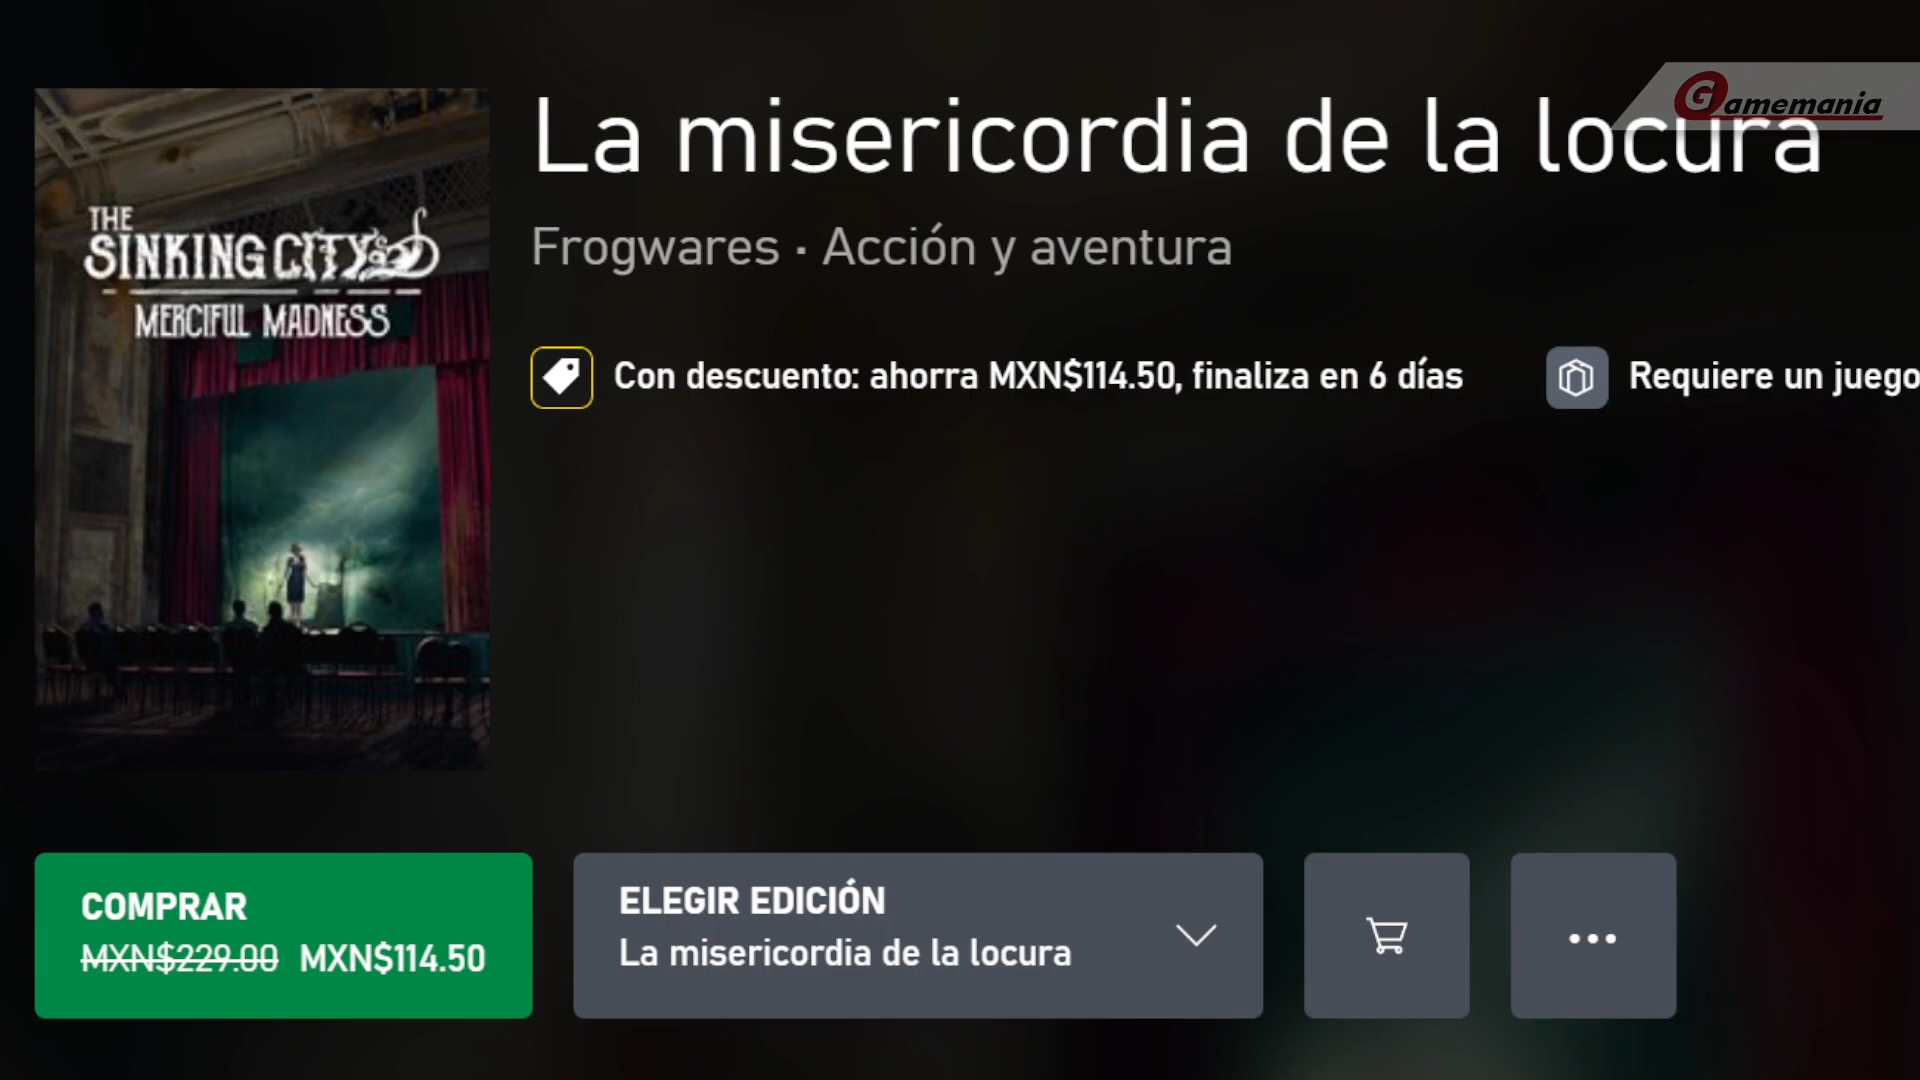 Gamemania
La misericordia de la locura
Frogwares · Acción y aventura
THE
SINKING CITY
MERCIFUL MADNESS
Con descuento: ahorra MXN$114.50, finaliza en 6 días
Requiere un juego
COMPRAR
MXN$229.00 MXN$114.50
ELEGIR EDICIÓN
La misericordia de la locura